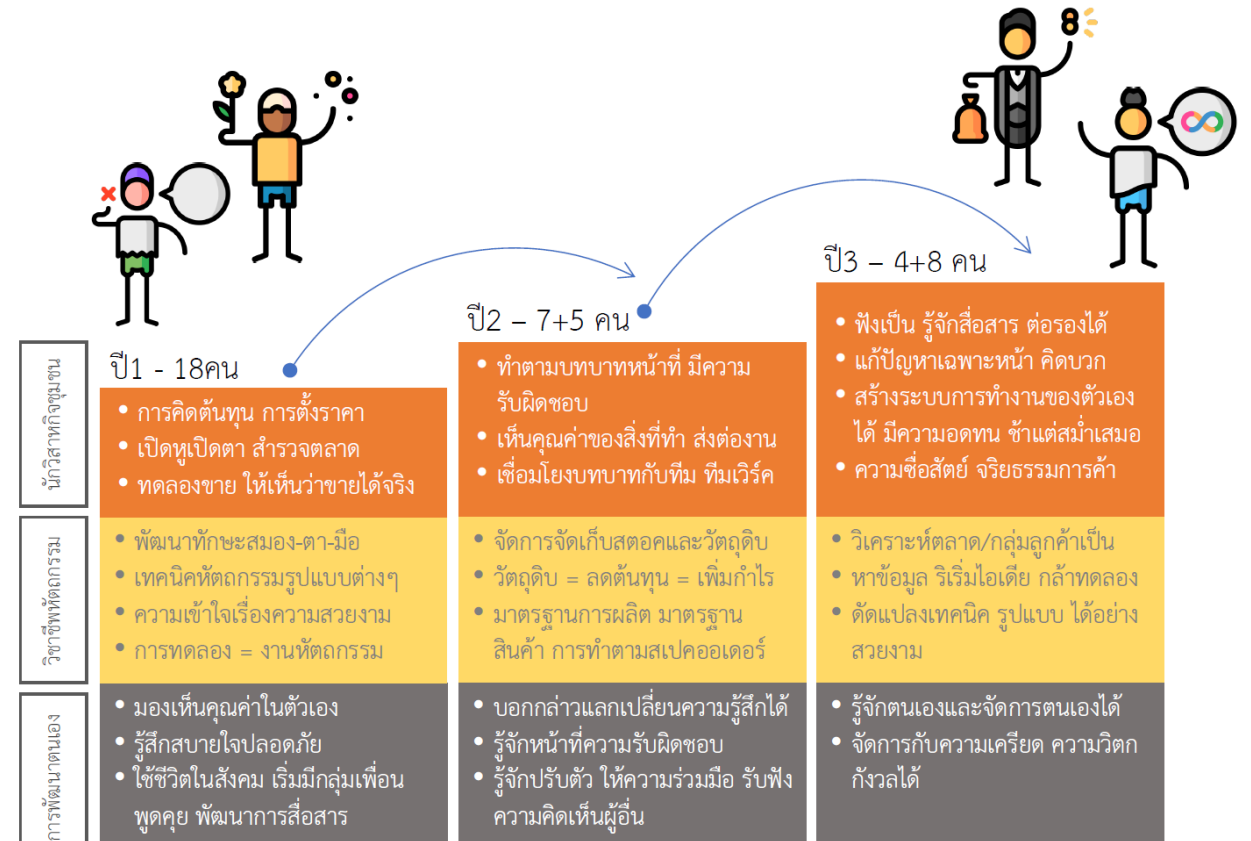 ปี1 - 18คน
ปี2 – 7+5 คน
ปี3 – 4+8 คน
นักวิสาหกิจชุมชน
• การคิดต้นทุน การตั้งราคา
• เปิดหูเปิดตา สำรวจตลาด
• ทดลองขาย ให้เห็นว่าขายได้จริง
• ทำตามบทบาทหน้าที่ มีความ
รับผิดชอบ
• เห็นคุณค่าของสิ่งที่ทำ ส่งต่องาน
• เชื่อมโยงบทบาทกับทีม ทีมเวิร์ค
• ฟังเป็น รู้จักสื่อสาร ต่อรองได้
• แก้ปัญหาเฉพาะหน้า คิดบวก
• สร้างระบบการทำงานของตัวเอง
ได้ มีความอดทน ช้าแต่สม่ำเสมอ
• ความซื่อสัตย์ จริยธรรมการค้า
วิชาชีพหัตถกรรม
• พัฒนาทักษะสมอง-ตา-มือ
• เทคนิคหัตถกรรมรูปแบบต่างๆ
• ความเข้าใจเรื่องความสวยงาม
• การทดลอง = งานหัตถกรรม
• จัดการจัดเก็บสตอคและวัตถุดิบ
• วัตถุดิบ = ลดต้นทุน = เพิ่มกำไร
• มาตรฐานการผลิต มาตรฐาน
สินค้า การทำตามสเปคออเดอร์
• วิเคราะห์ตลาด/กลุ่มลูกค้าเป็น
• หาข้อมูล ริเริ่มไอเดีย กล้าทดลอง
• ดัดแปลงเทคนิค รูปแบบ ได้อย่าง
สวยงาม
การพัฒนาตนเอง
• มองเห็นคุณค่าในตัวเอง
• รู้สึกสบายใจปลอดภัย
• ใช้ชีวิตในสังคม เริ่มมีกลุ่มเพื่อน
พูดคุย พัฒนาการสื่อสาร
• บอกกล่าวแลกเปลี่ยนความรู้สึกได้
• รู้จักหน้าที่ความรับผิดชอบ
• รู้จักปรับตัว ให้ความร่วมมือ รับฟัง
ความคิดเห็นผู้อื่น
• รู้จักตนเองและจัดการตนเองได้
• จัดการกับความเครียด ความวิตก
กังวลได้